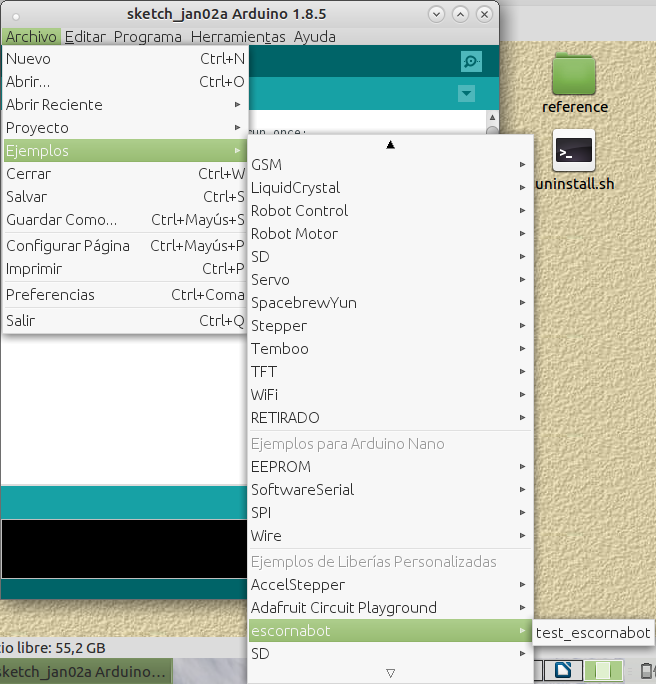 sketch_jan02a Arduino 1.8.5
Archivo Editar Programa Herramientas Ayuda
Nuevo Ctrl+N
Abrir... Ctrl+O
Abrir Reciente
Proyecto
Ejemplos
Cerrar Ctrl+W
Salvar Ctrl+S
Guardar Como... Ctrl+Mayús+S
Configurar Página Ctrl+Mayús+P
Imprimir Ctrl+P
Preferencias Ctrl+Coma
Salir Ctrl+Q
run once:
GSM
LiquidCrystal
Robot Control
Robot Motor
SD
Servo
SpacebrewYun
Stepper
Temboo
TFT
WiFi
RETIRADO
Ejemplos para Arduino Nano
EEPROM
SoftwareSerial
SPI
Wire
Ejemplos de Liberías Personalizadas
AccelStepper
Adafruit Circuit Playground
escornabot
SD
test_escornabot
reference
>_
uninstall.sh
cio libre: 55,2 GB
sketch_jan02a Arduino...